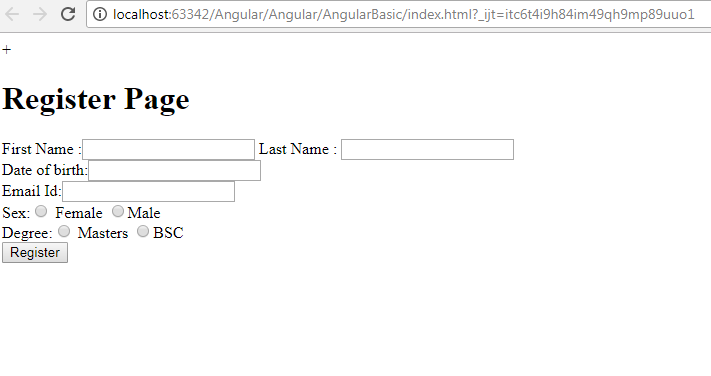 localhost:63342/Angular/Angular/AngularBasic/index.html?_ijt=itc6t4i9h84im49qh9mp89uuo1
+
Register Page
First Name : Last Name :
Date of birth:
Email Id:
Sex: Female Male
Degree: Masters BSC
Register